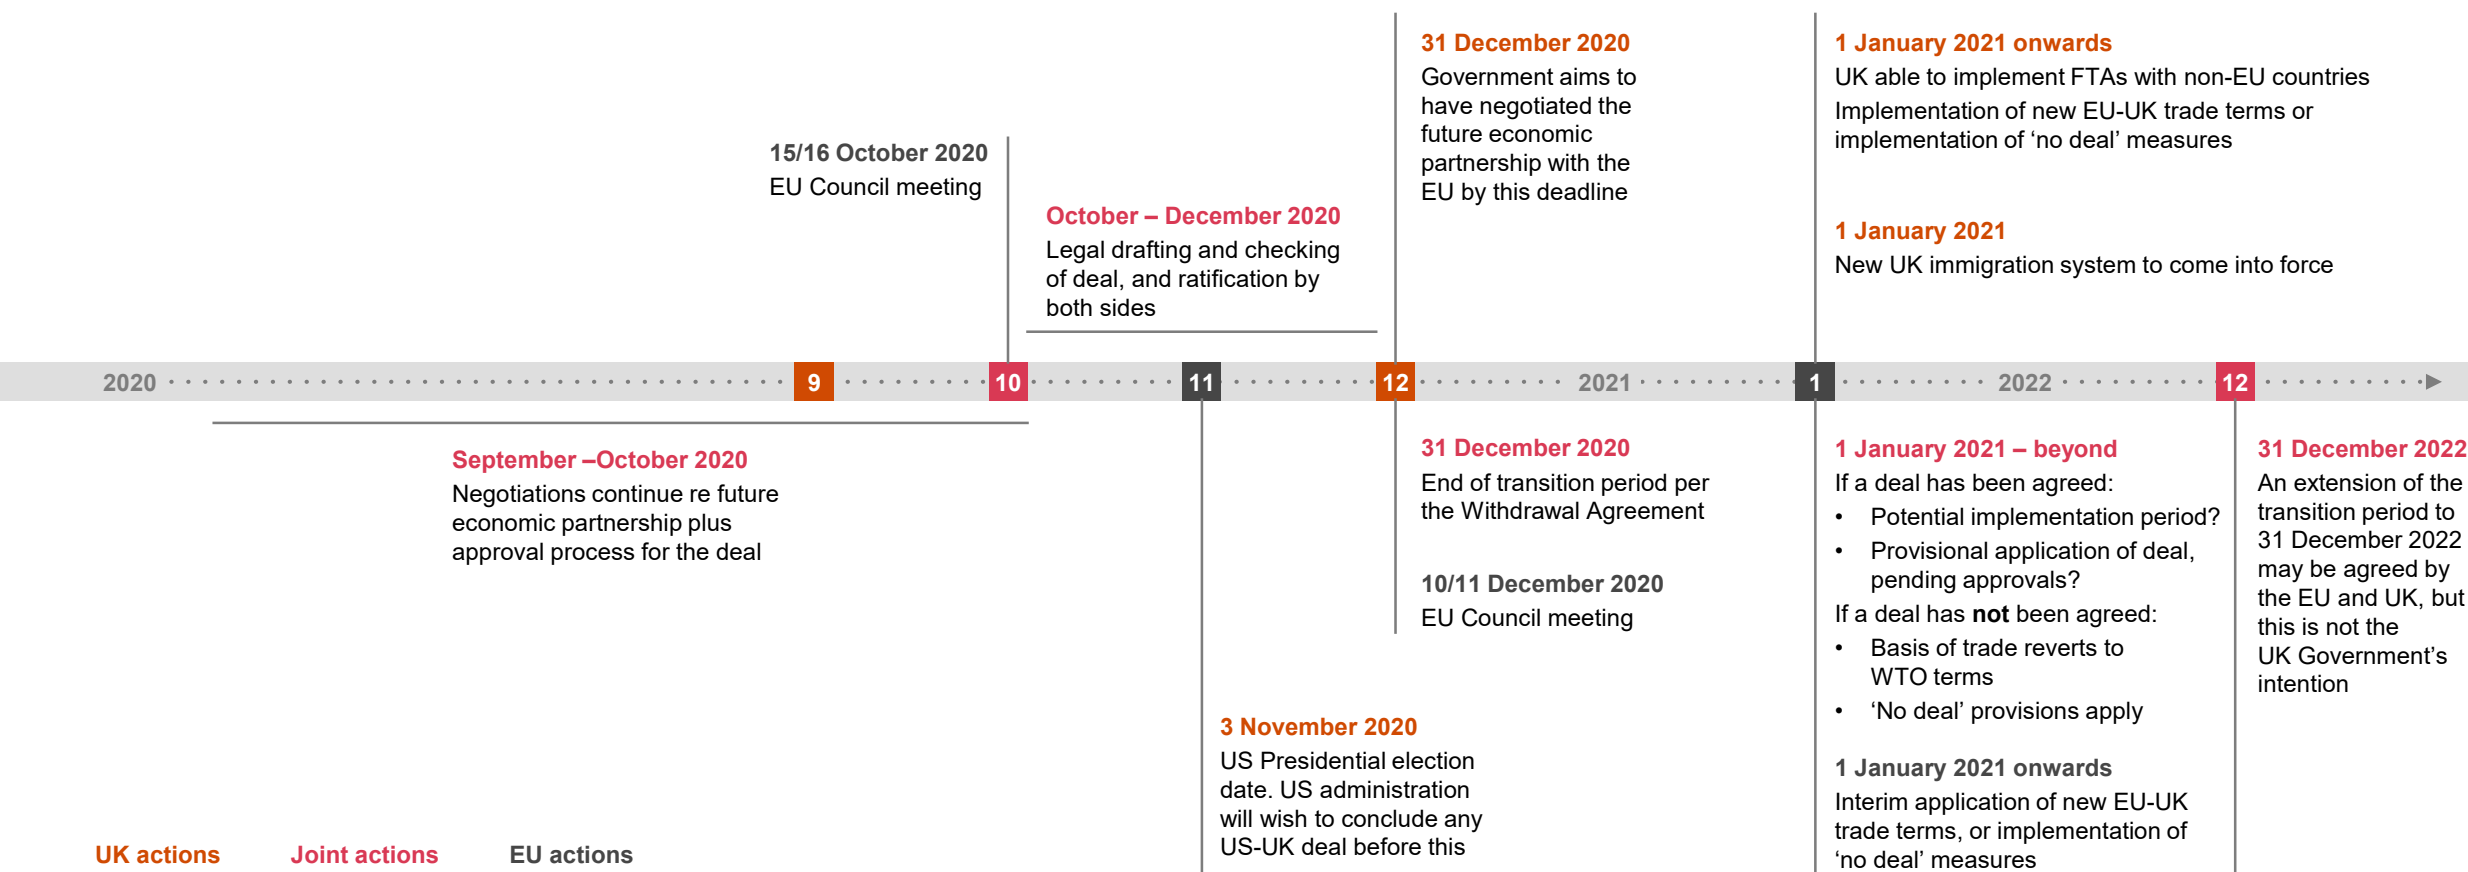 31 December 2020
Government aims to
have negotiated the
future economic
partnership with the
EU by this deadline
1 January 2021 onwards
UK able to implement FTAs with non-EU countries
Implementation of new EU-UK trade terms or
implementation of ‘no deal’ measures
15/16 October 2020
EU Council meeting
October – December 2020
Legal drafting and checking
of deal, and ratification by
both sides
1 January 2021
New UK immigration system to come into force
2020 9 10 11 12 2021 1 2022 12
September –October 2020
Negotiations continue re future
economic partnership plus
approval process for the deal
31 December 2020
End of transition period per
the Withdrawal Agreement
10/11 December 2020
EU Council meeting
3 November 2020
US Presidential election
date. US administration
will wish to conclude any
US-UK deal before this
1 January 2021 – beyond
If a deal has been agreed:
• Potential implementation period?
• Provisional application of deal,
pending approvals?
If a deal has not been agreed:
• Basis of trade reverts to
WTO terms
• ‘No deal’ provisions apply
1 January 2021 onwards
Interim application of new EU-UK
trade terms, or implementation of
‘no deal’ measures
31 December 2022
An extension of the
transition period to
31 December 2022
may be agreed by
the EU and UK, but
this is not the
UK Government’s
intention
UK actions Joint actions EU actions